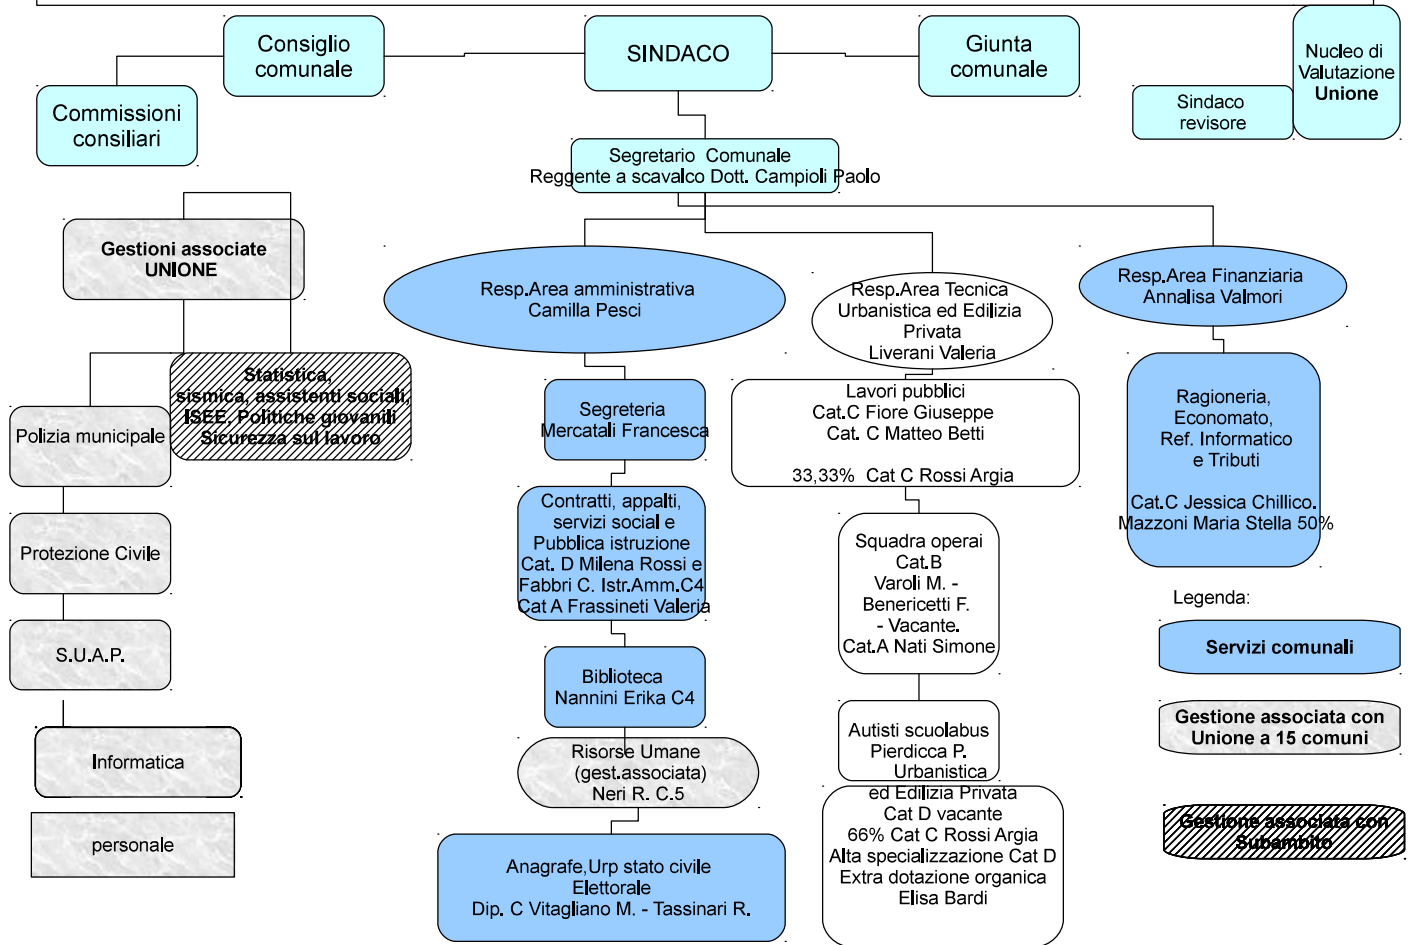 Consiglio
comunale
SINDACO
Giunta
comunale
Nucleo di
Valutazione
Unione
Commissioni
consiliari
Sindaco
revisore
Segretario  Comunale
Reggente a scavalco Dott. Campioli Paolo
Gestioni associate
UNIONE
Resp.Area amministrativa
Camilla Pesci
Resp.Area Tecnica
Urbanistica ed Edilizia
Privata
Liverani Valeria
Resp.Area Finanziaria
Annalisa Valmori
Statistica,
sismica, assistenti sociali,
ISEE. Politiche giovanili
Sicurezza sul lavoro
Polizia municipale
Protezione Civile
S.U.A.P.
Informatica
personale
Segreteria
Mercatali Francesca
Contratti, appalti,
servizi social e
Pubblica istruzione
Cat. D Milena Rossi e
Fabbri C. Istr.Amm.C4
Cat A Frassineti Valeria
Biblioteca
Nannini Erika C4
Risorse Umane
(gest.associata)
Neri R. C.5
Anagrafe,Urp stato civile
Elettorale
Dip. C Vitagliano M. - Tassinari R.
Lavori pubblici
Cat.C Fiore Giuseppe
Cat. C Matteo Betti
33,33%  Cat C Rossi Argia
Squadra operai
Cat.B
Varoli M. -
Benericetti F.
- Vacante.
Cat.A Nati Simone
Autisti scuolabus
Pierdicca P.
Urbanistica
ed Edilizia Privata
Cat D vacante
66% Cat C Rossi Argia
Alta specializzazione Cat D
Extra dotazione organica
Elisa Bardi
Ragioneria,
Economato,
Ref. Informatico
e Tributi
Cat.C Jessica Chillico.
Mazzoni Maria Stella 50%
Legenda:
Servizi comunali
Gestione associata con
Unione a 15 comuni
Gestione associata con
Subambito